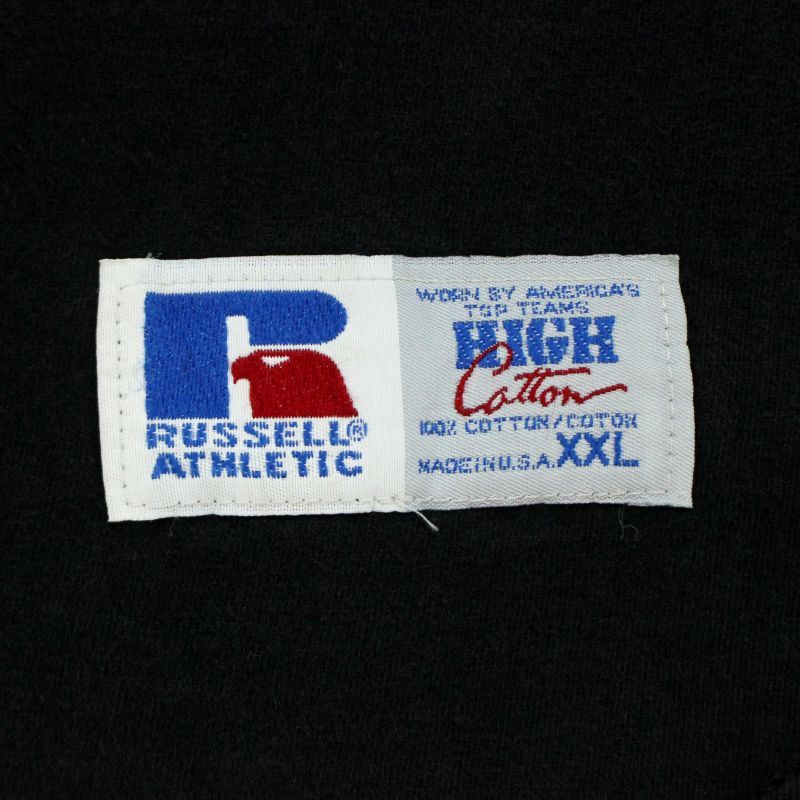 RUSSELL®
ATHLETIC
WORN BY AMERICA'S
TOP TEAMS
HIGH
Cotton
100% COTTON/COTON
MADE IN U.S.A. XXL